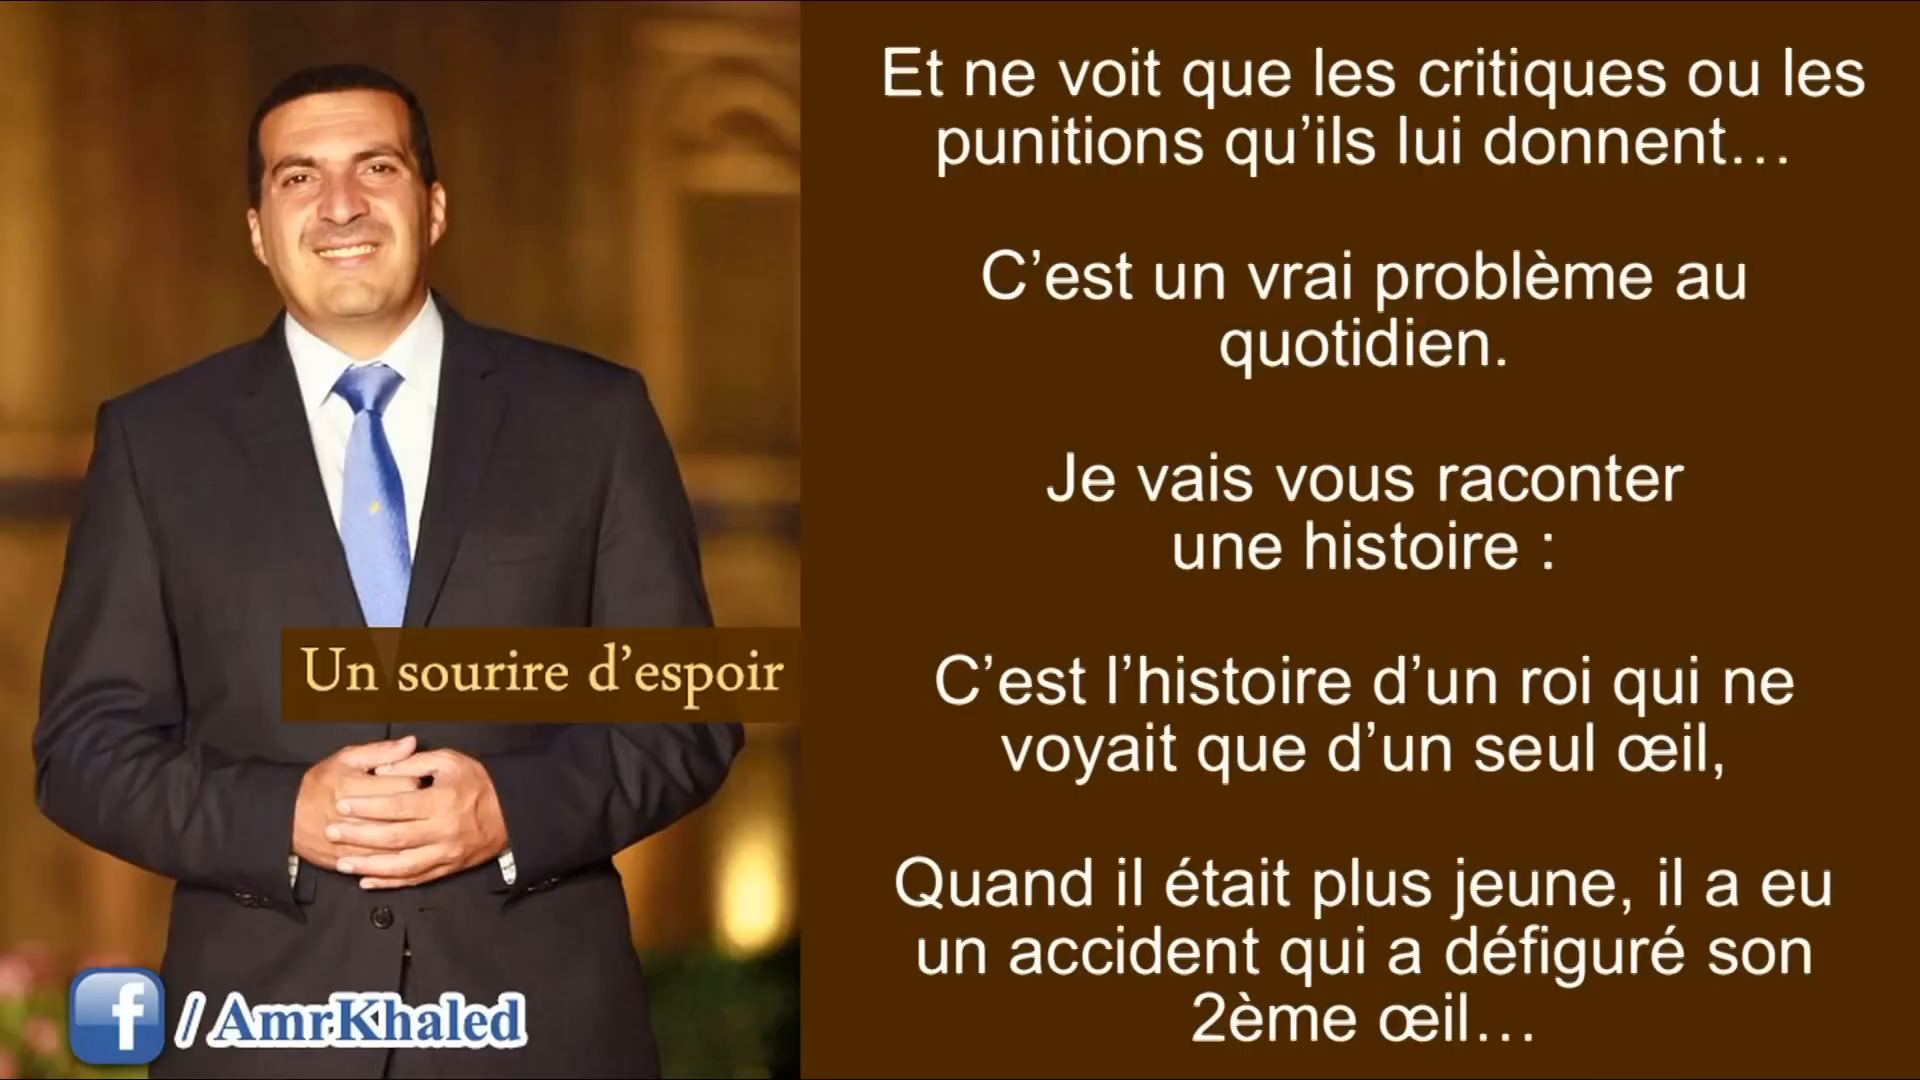 Et ne voit que les critiques ou les
punitions qu’ils lui donnent…
C’est un vrai problème au
quotidien.
Je vais vous raconter
une histoire :
C’est l’histoire d’un roi qui ne
voyait que d’un seul œil,
Quand il était plus jeune, il a eu
un accident qui a défiguré son
2ème œil…
Un sourire d’espoir
f / AmrKhaled